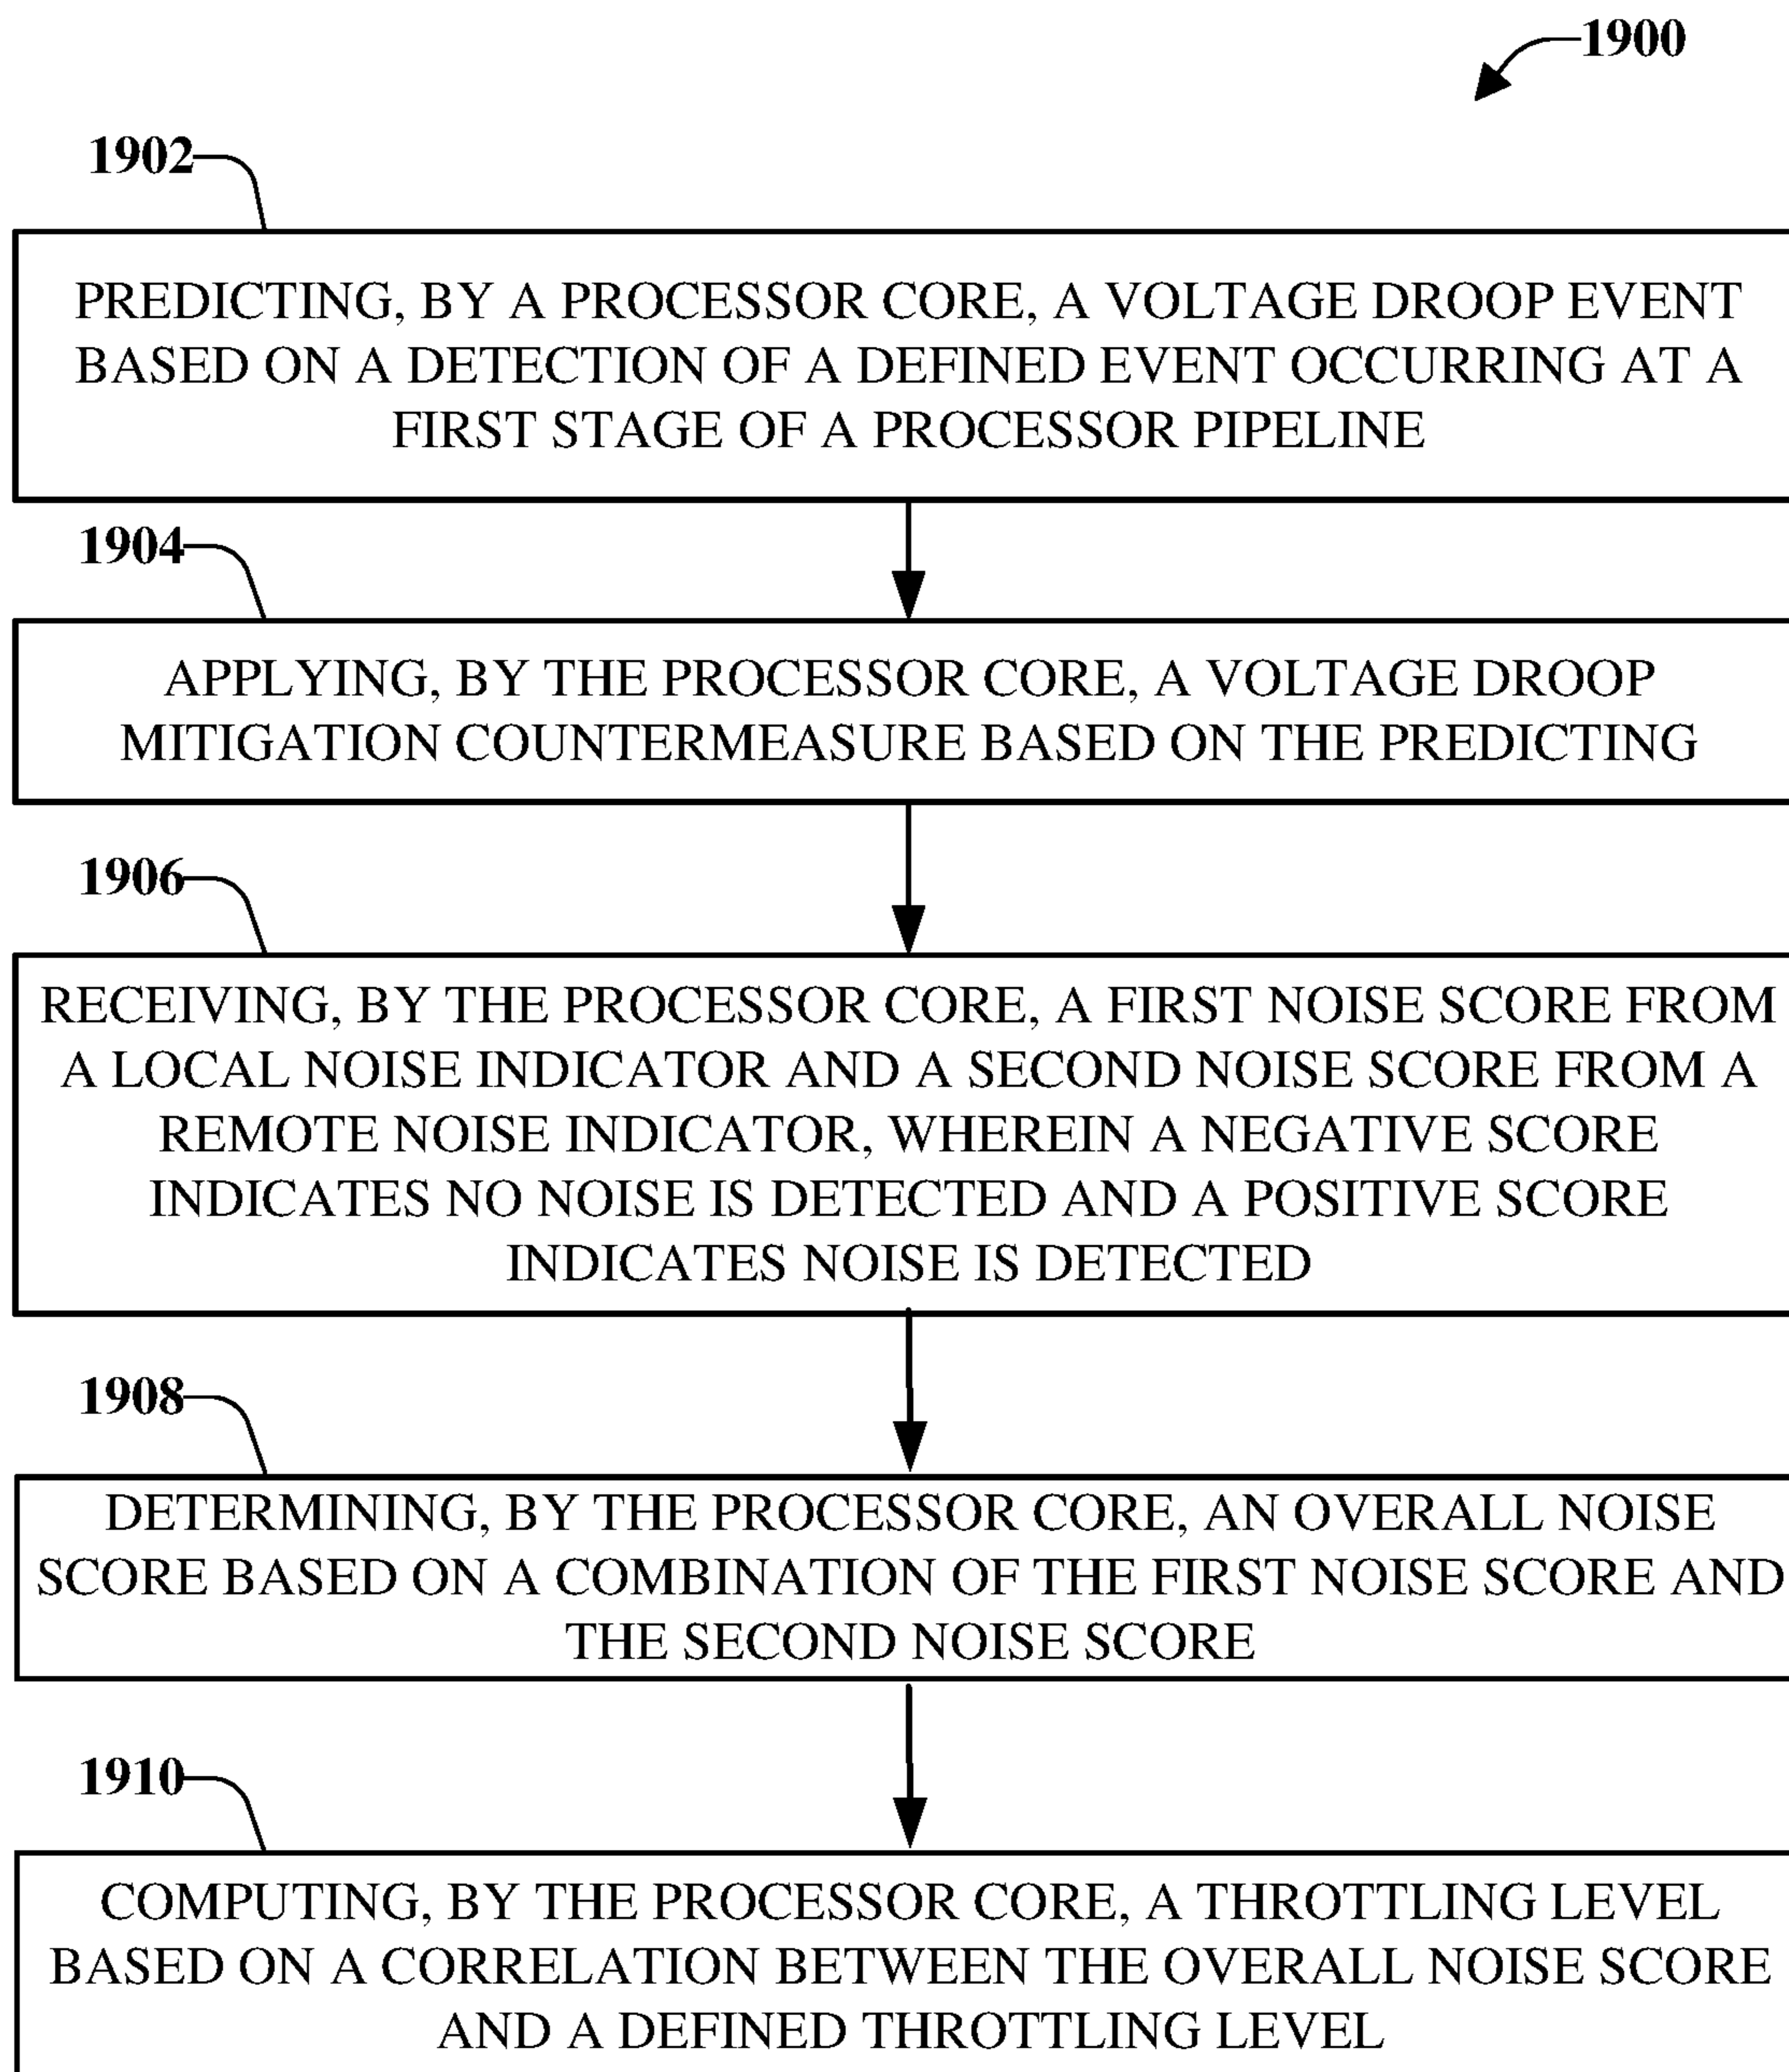 1900
1902
PREDICTING, BY A PROCESSOR CORE, A VOLTAGE DROOP EVENT
BASED ON A DETECTION OF A DEFINED EVENT OCCURRING AT A
FIRST STAGE OF A PROCESSOR PIPELINE
1904
APPLYING, BY THE PROCESSOR CORE, A VOLTAGE DROOP
MITIGATION COUNTERMEASURE BASED ON THE PREDICTING
1906
RECEIVING, BY THE PROCESSOR CORE, A FIRST NOISE SCORE FROM
A LOCAL NOISE INDICATOR AND A SECOND NOISE SCORE FROM A
REMOTE NOISE INDICATOR, WHEREIN A NEGATIVE SCORE
INDICATES NO NOISE IS DETECTED AND A POSITIVE SCORE
INDICATES NOISE IS DETECTED
1908
DETERMINING, BY THE PROCESSOR CORE, AN OVERALL NOISE
SCORE BASED ON A COMBINATION OF THE FIRST NOISE SCORE AND
THE SECOND NOISE SCORE
1910
COMPUTING, BY THE PROCESSOR CORE, A THROTTLING LEVEL
BASED ON A CORRELATION BETWEEN THE OVERALL NOISE SCORE
AND A DEFINED THROTTLING LEVEL